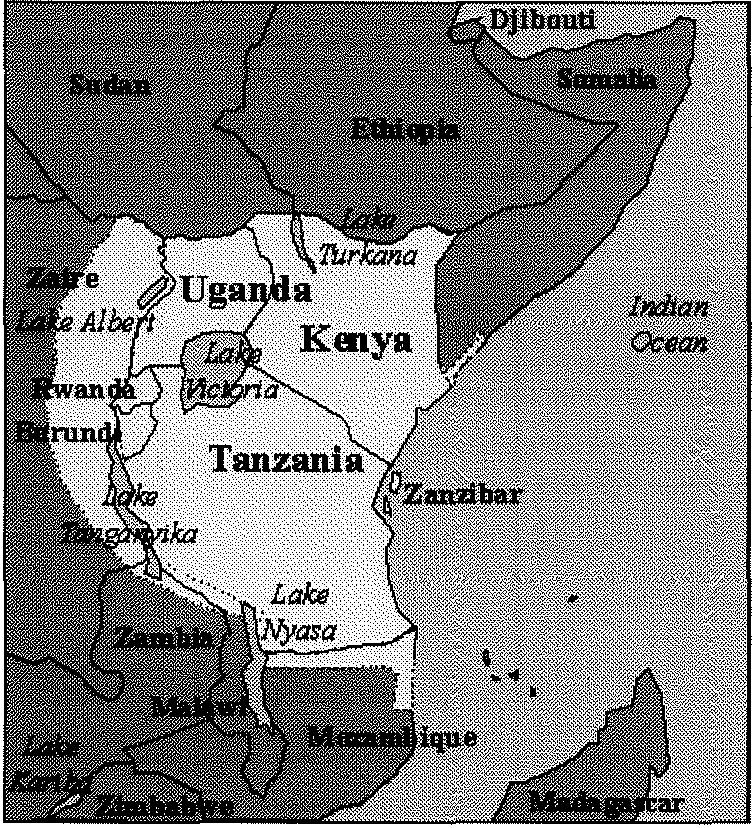 Djibouti
Sudan
Somalia
Ethiopia
Lake
Turkana
Zaire
Uganda
Lake Albert
Indian
Ocean
Kenya
Lake
Victoria
Rwanda
Burundi
Tanzania
Lake
Tanganyika
Zanzibar
Lake
Nyasa
Zambia
Malawi
Mozambique
Lake
Kariba
Zimbabwe
Madagascar